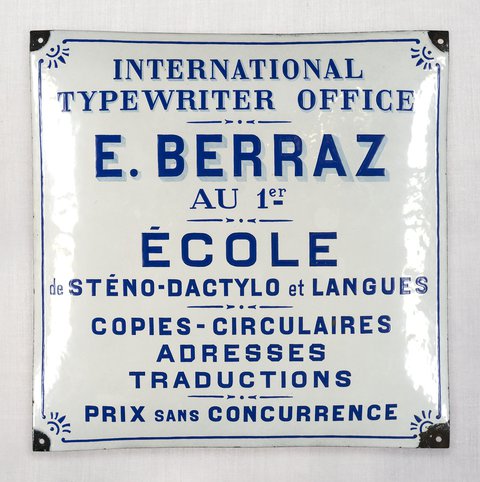 INTERNATIONAL
TYPEWRITER OFFICE
E. BERRAZ
AU 1er
ÉCOLE
de STÉNO-DACTYLO et LANGUES
COPIES-CIRCULAIRES
ADRESSES
TRADUCTIONS
PRIX SANS CONCURRENCE